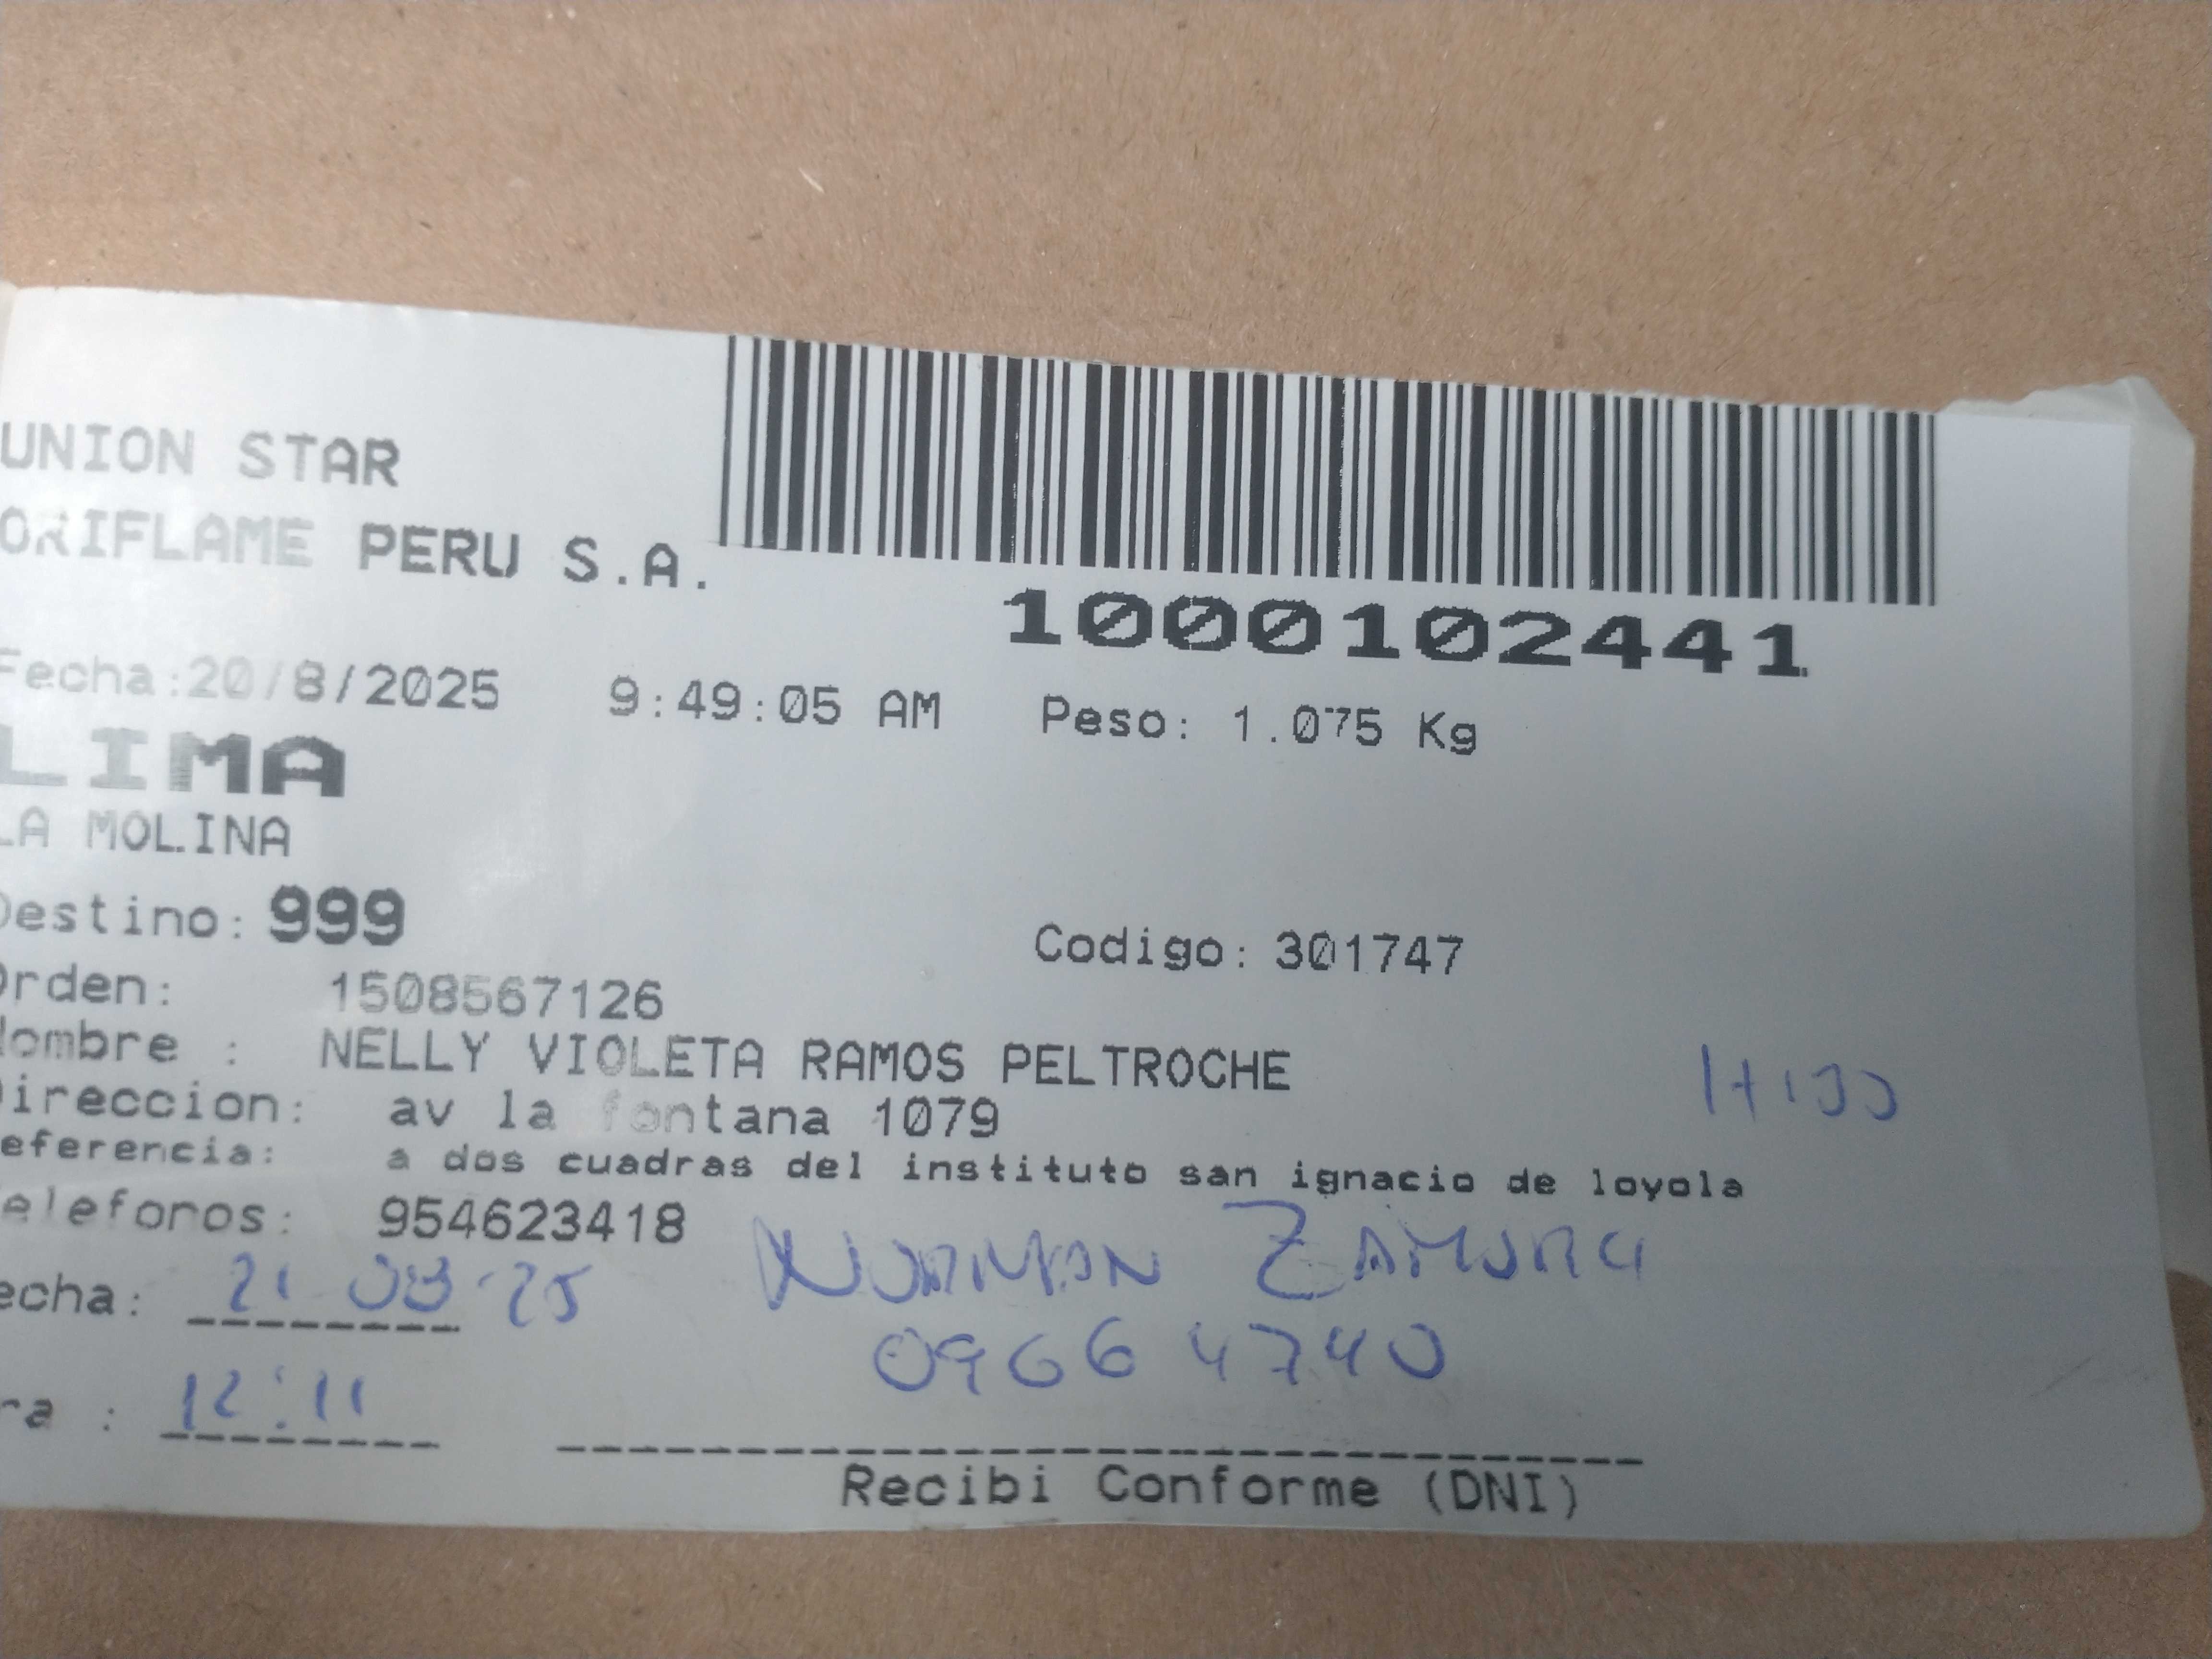 UNION STAR
ORIFLAME PERU S.A.
1000102441
Fecha:20/8/2025 9:49:05 AM Peso: 1.075 Kg
LIMA
LA MOLINA
Destino: 999 Codigo: 301747
Orden: 1508567126
Nombre : NELLY VIOLETA RAMOS PELTROCHE
Direccion: av la fontana 1079
eferencia: a dos cuadras del instituto san ignacio de loyola
eleforos: 954623418
NORMAN ZAMORA
echa: 21 08 25
09664740
ra : 12:11
Recibi Conforme (DNI)